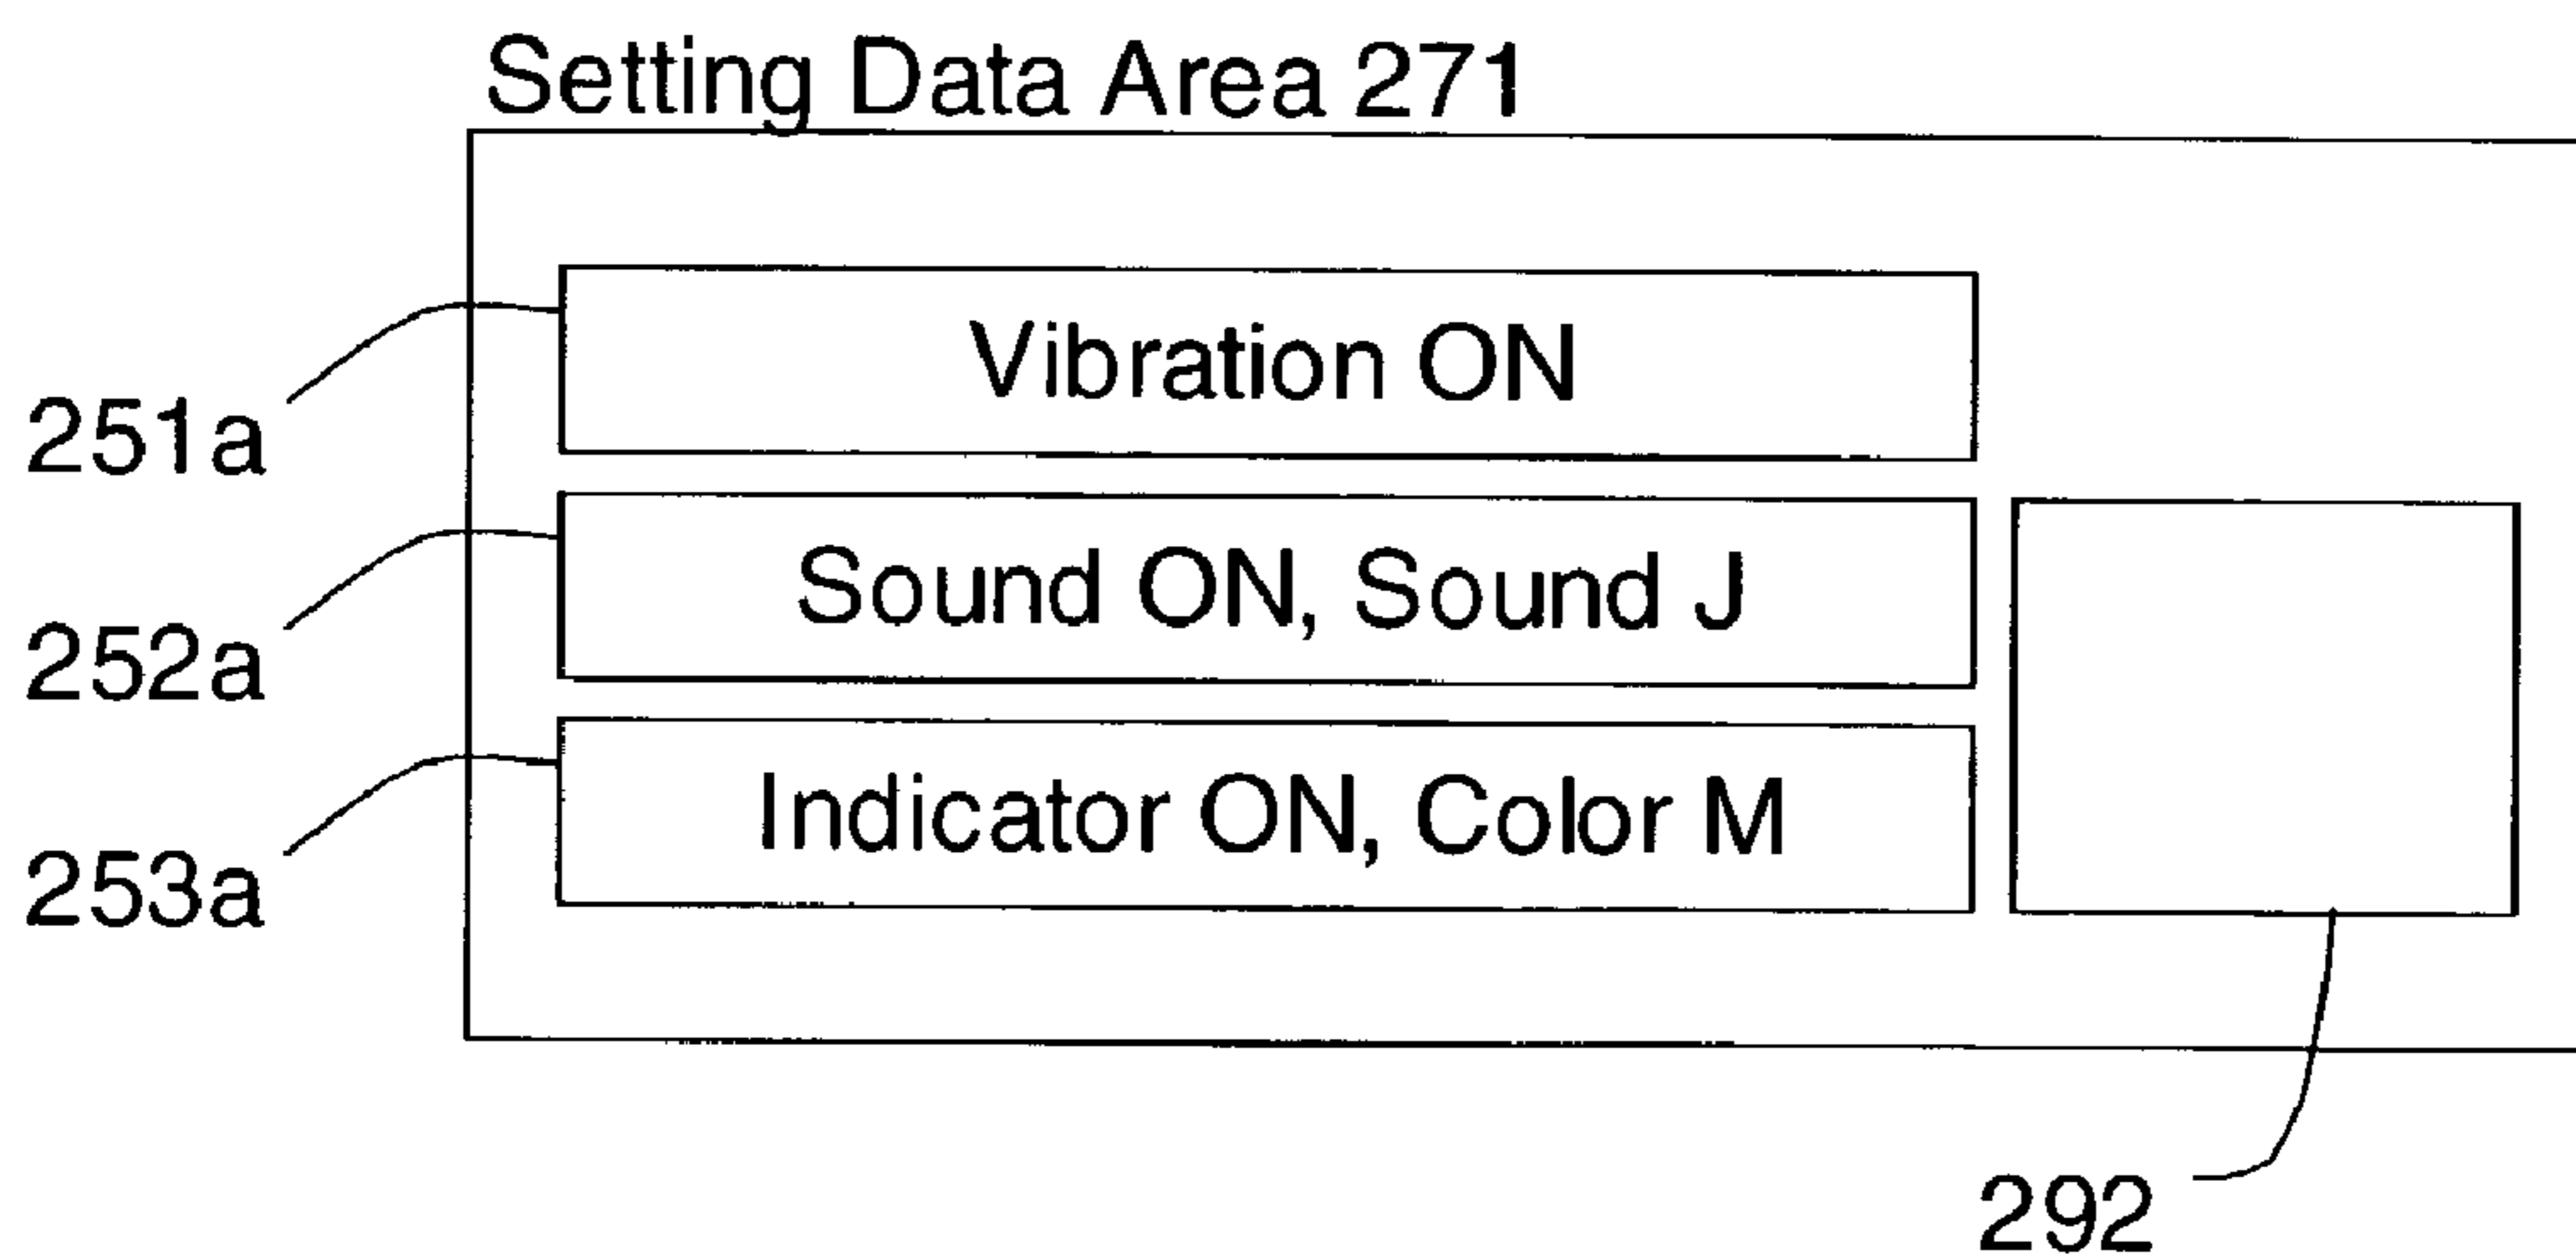 Setting Data Area 271
Vibration ON
251a
Sound ON, Sound J
252a
Indicator ON, Color M
253a
292